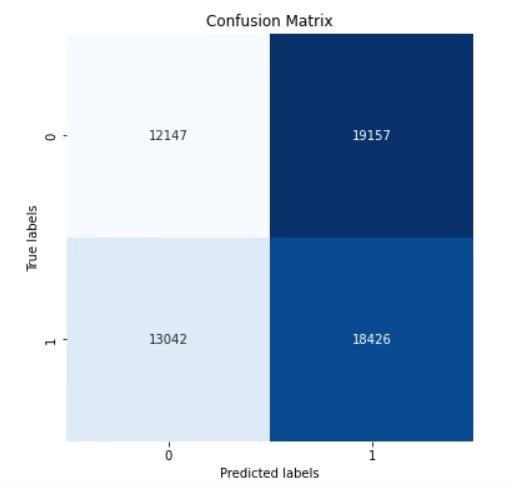 Confusion Matrix
0
12147
19157
True labels
1
13042
18426
0
1
Predicted labels